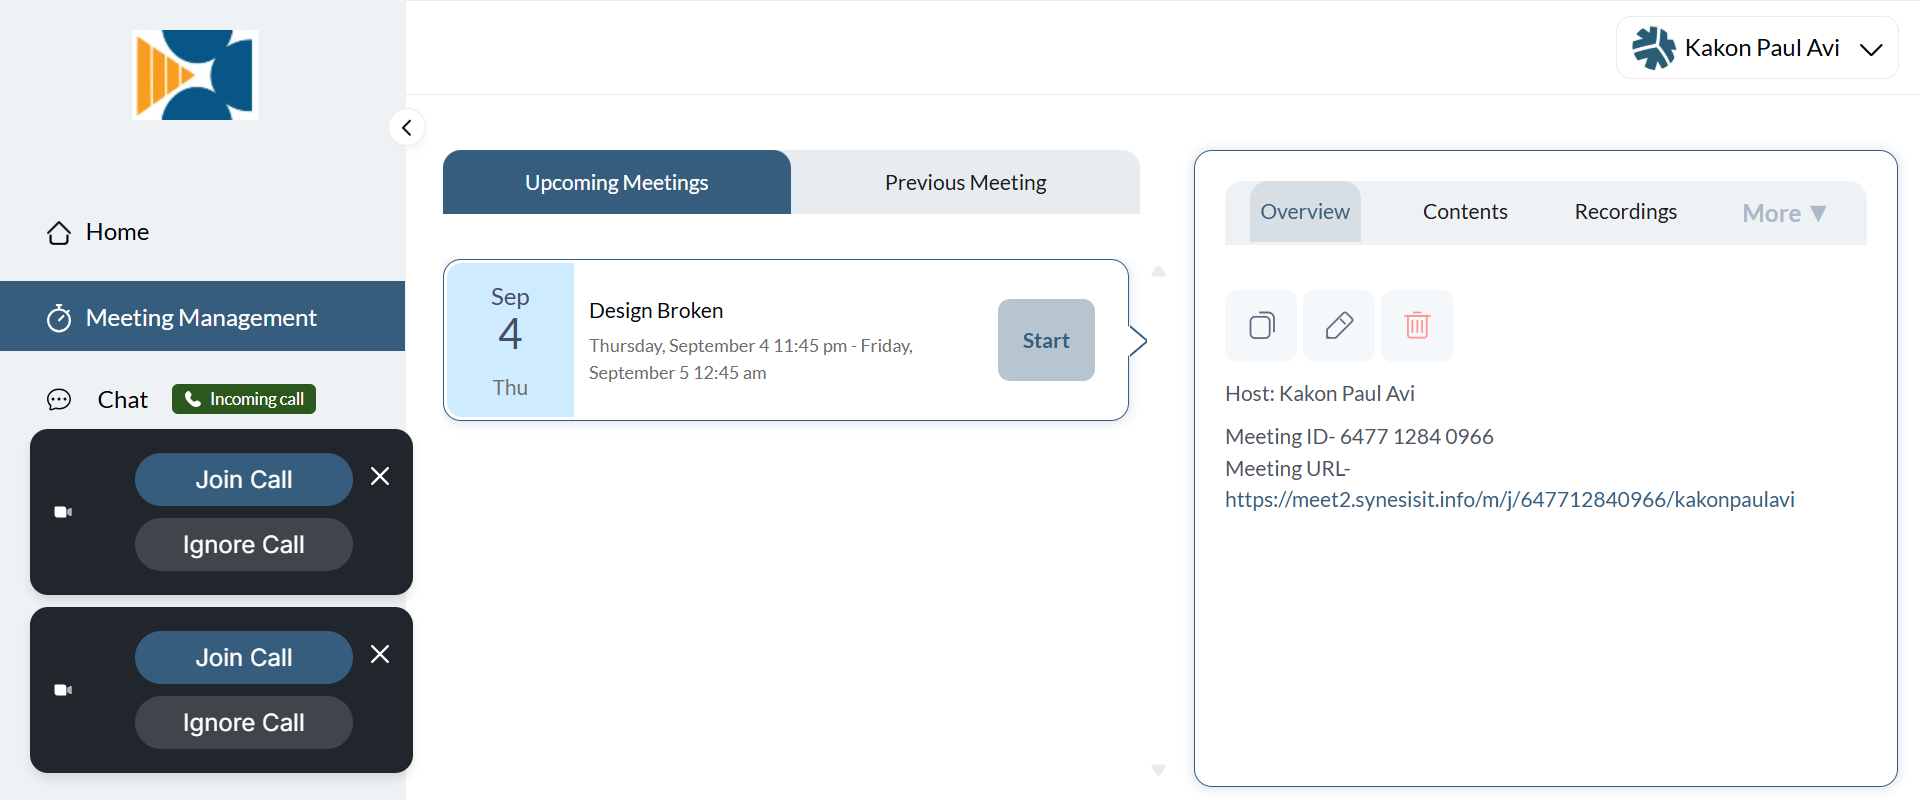 Kakon Paul Avi
Home
Meeting Management
Chat
Incoming call
Join Call
Ignore Call
Join Call
Ignore Call
Upcoming Meetings
Previous Meeting
Sep
4
Thu
Design Broken
Thursday, September 4 11:45 pm - Friday,
September 5 12:45 am
Start
Overview
Contents
Recordings
More ▼
Host: Kakon Paul Avi
Meeting ID- 6477 1284 0966
Meeting URL-
https://meet2.synesisit.info/m/j/647712840966/kakonpaulavi